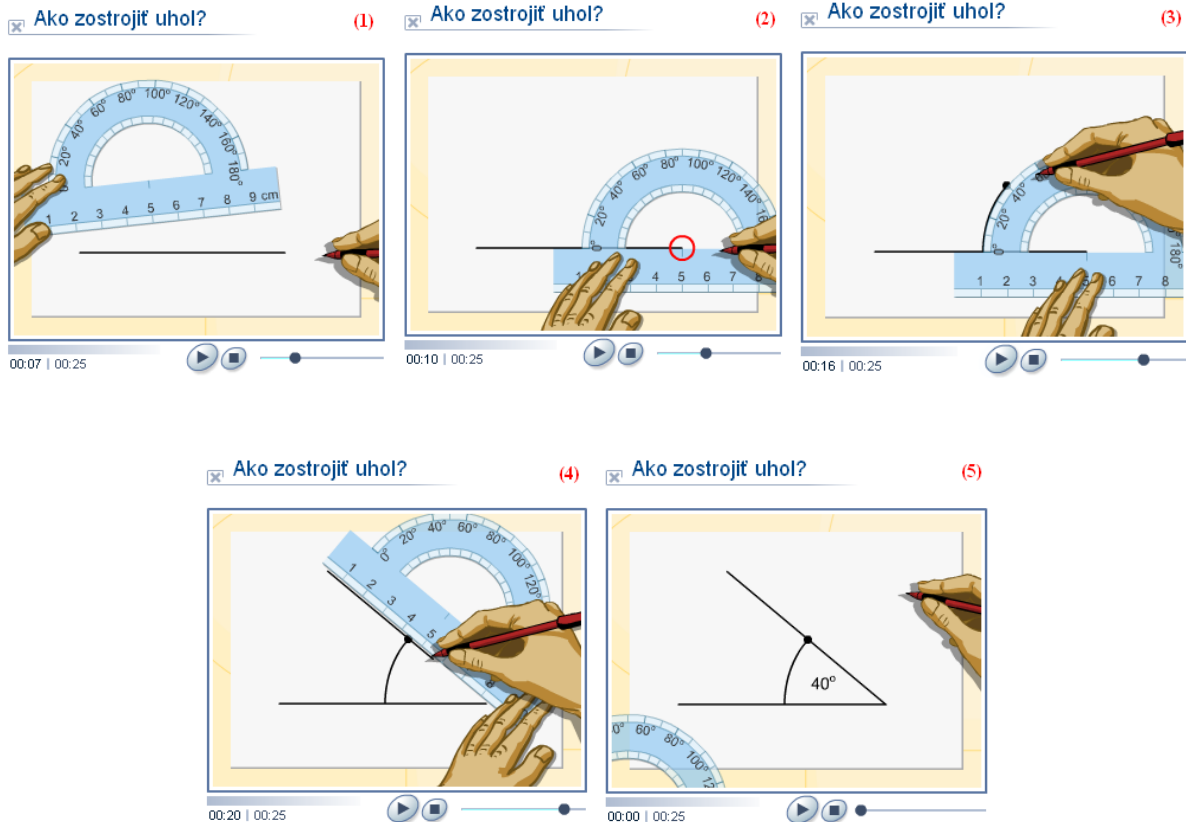 Ako zostrojiť uhol? (1)
20° 40° 60° 80° 100° 120° 140° 160° 180°
1 2 3 4 5 6 7 8 9 cm
00:07 | 00:25
Ako zostrojiť uhol? (2)
0° 20° 40° 60° 80° 100° 120° 140°
4 5 6 7 8
00:10 | 00:25
Ako zostrojiť uhol? (3)
0° 20° 40° 180°
1 2 3 5 6 7 8
00:16 | 00:25
Ako zostrojiť uhol? (4)
0° 20° 40° 60° 80° 100° 120°
1 2 3 4 5 8
00:20 | 00:25
Ako zostrojiť uhol? (5)
40°
40° 60° 80° 100°
00:00 | 00:25